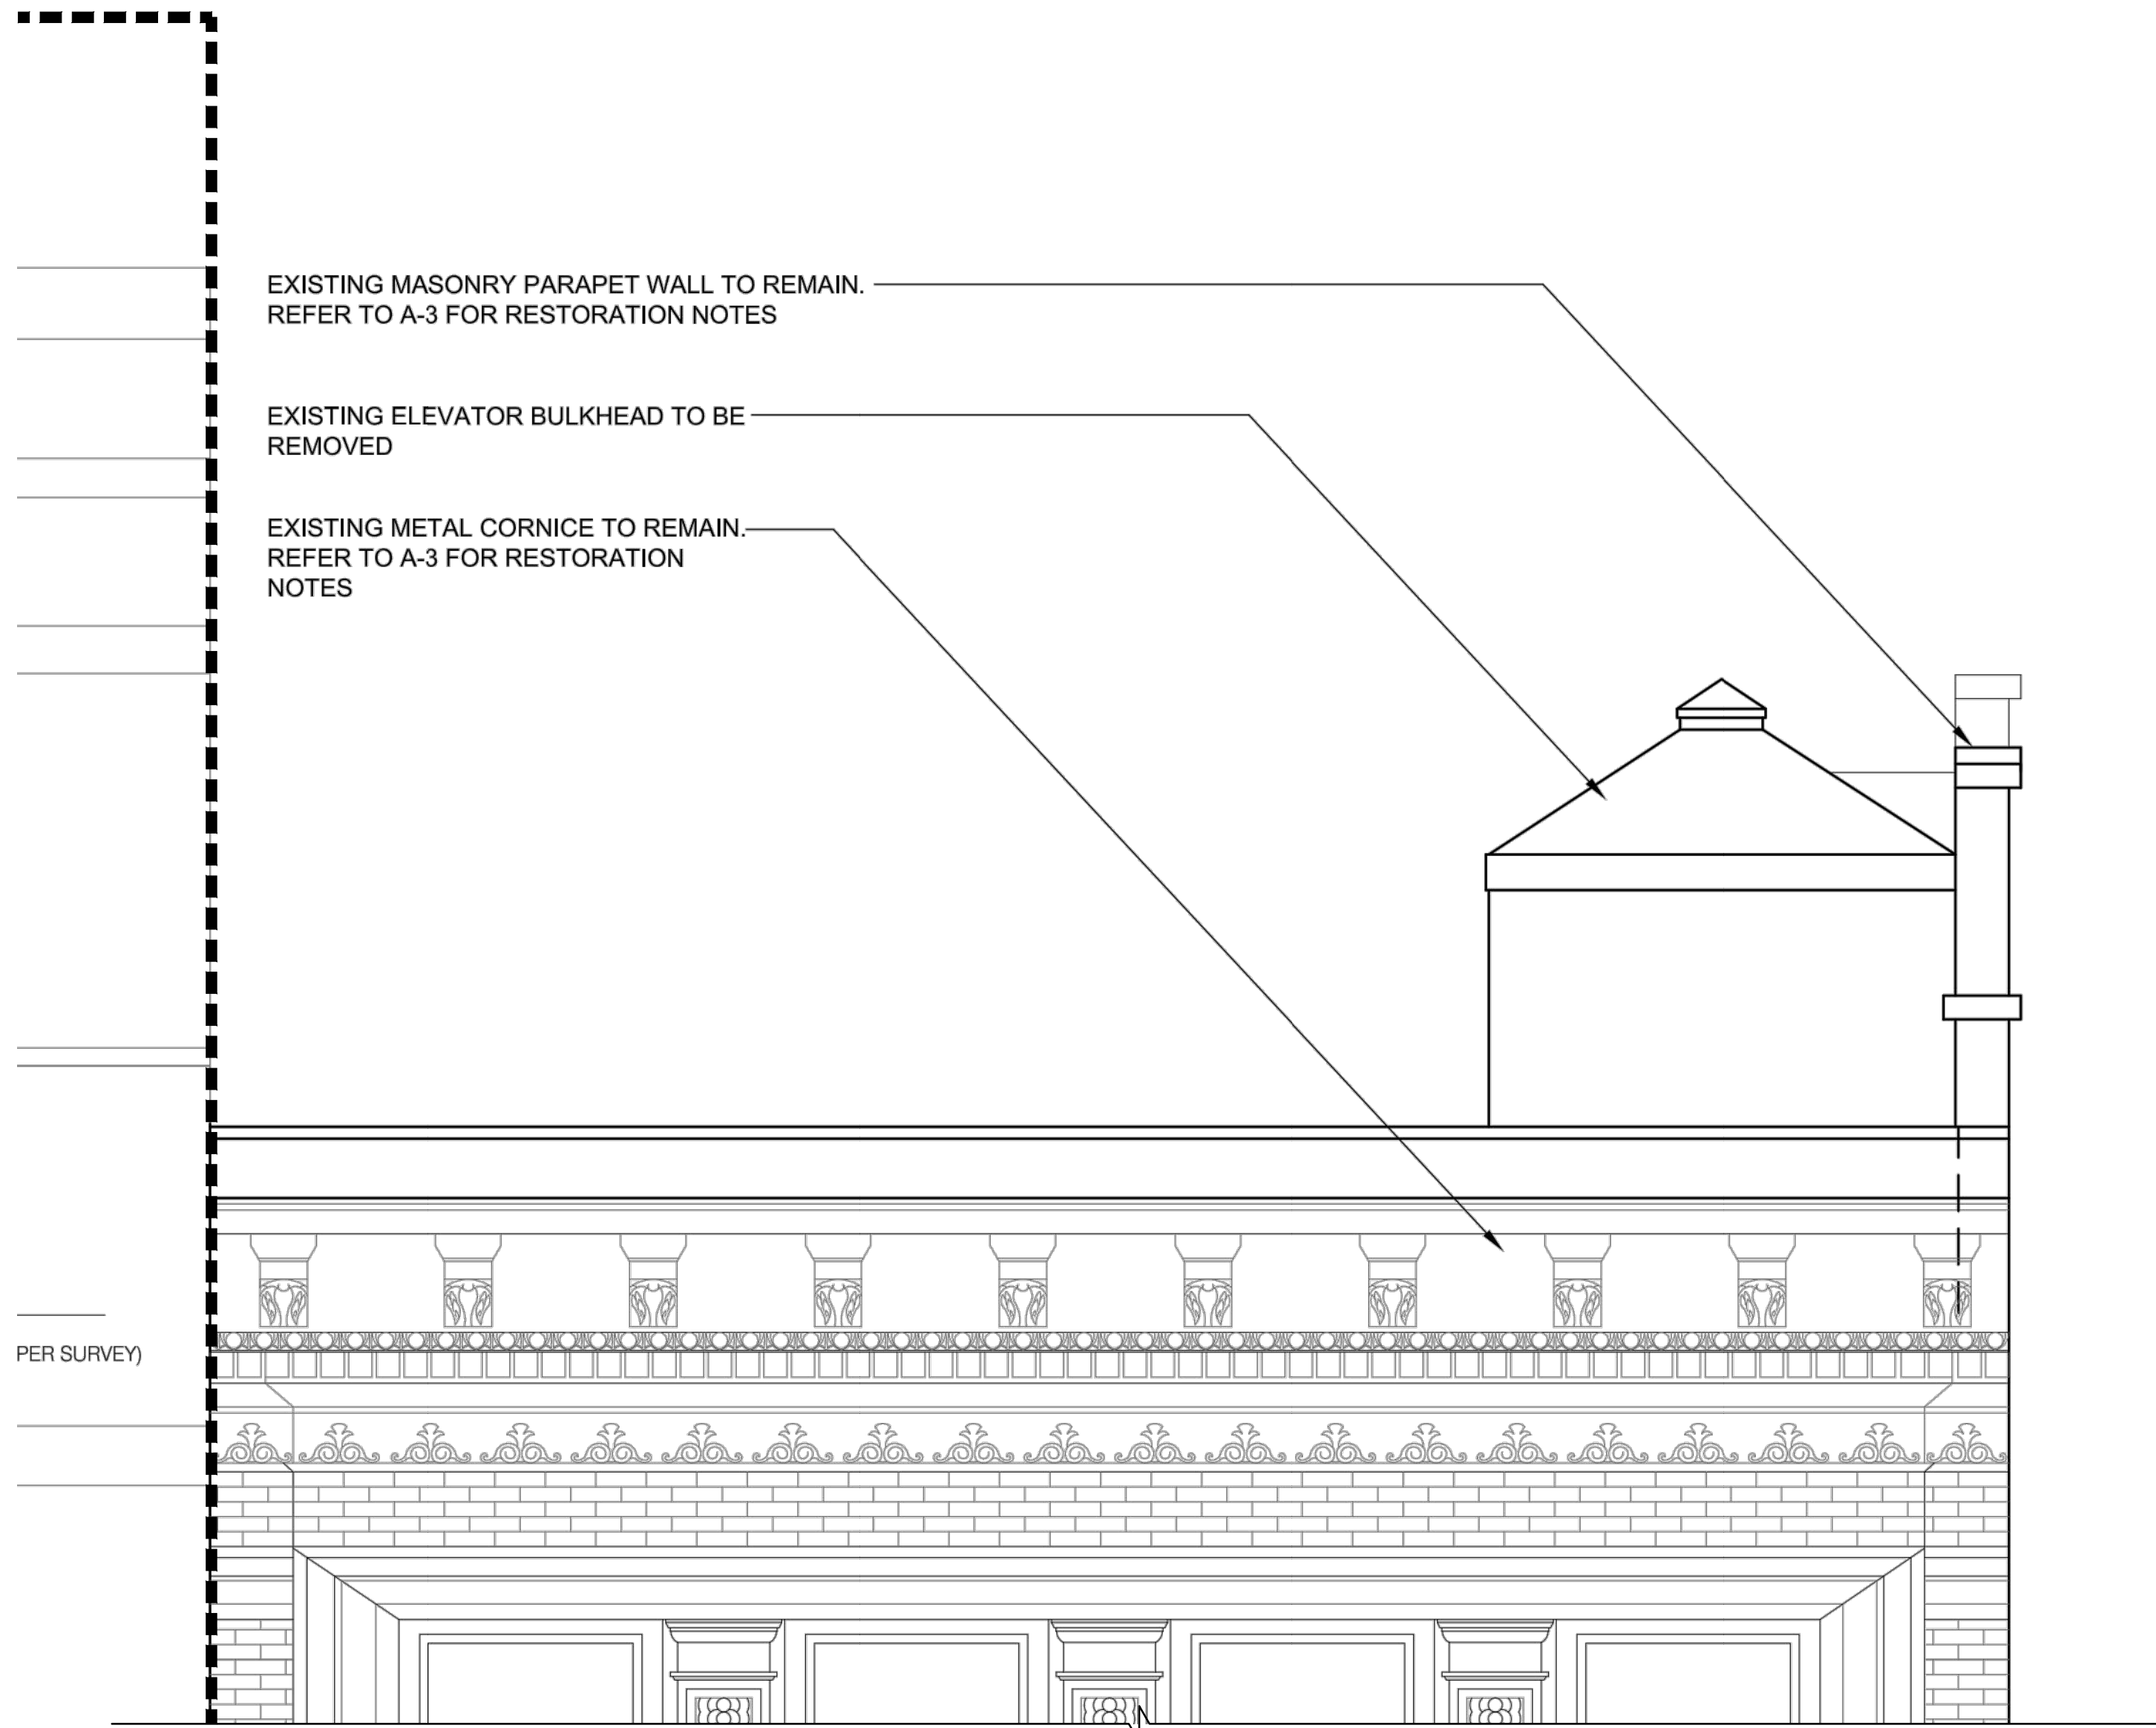 EXISTING MASONRY PARAPET WALL TO REMAIN.
REFER TO A-3 FOR RESTORATION NOTES
EXISTING ELEVATOR BULKHEAD TO BE
REMOVED
EXISTING METAL CORNICE TO REMAIN.
REFER TO A-3 FOR RESTORATION
NOTES
PER SURVEY)